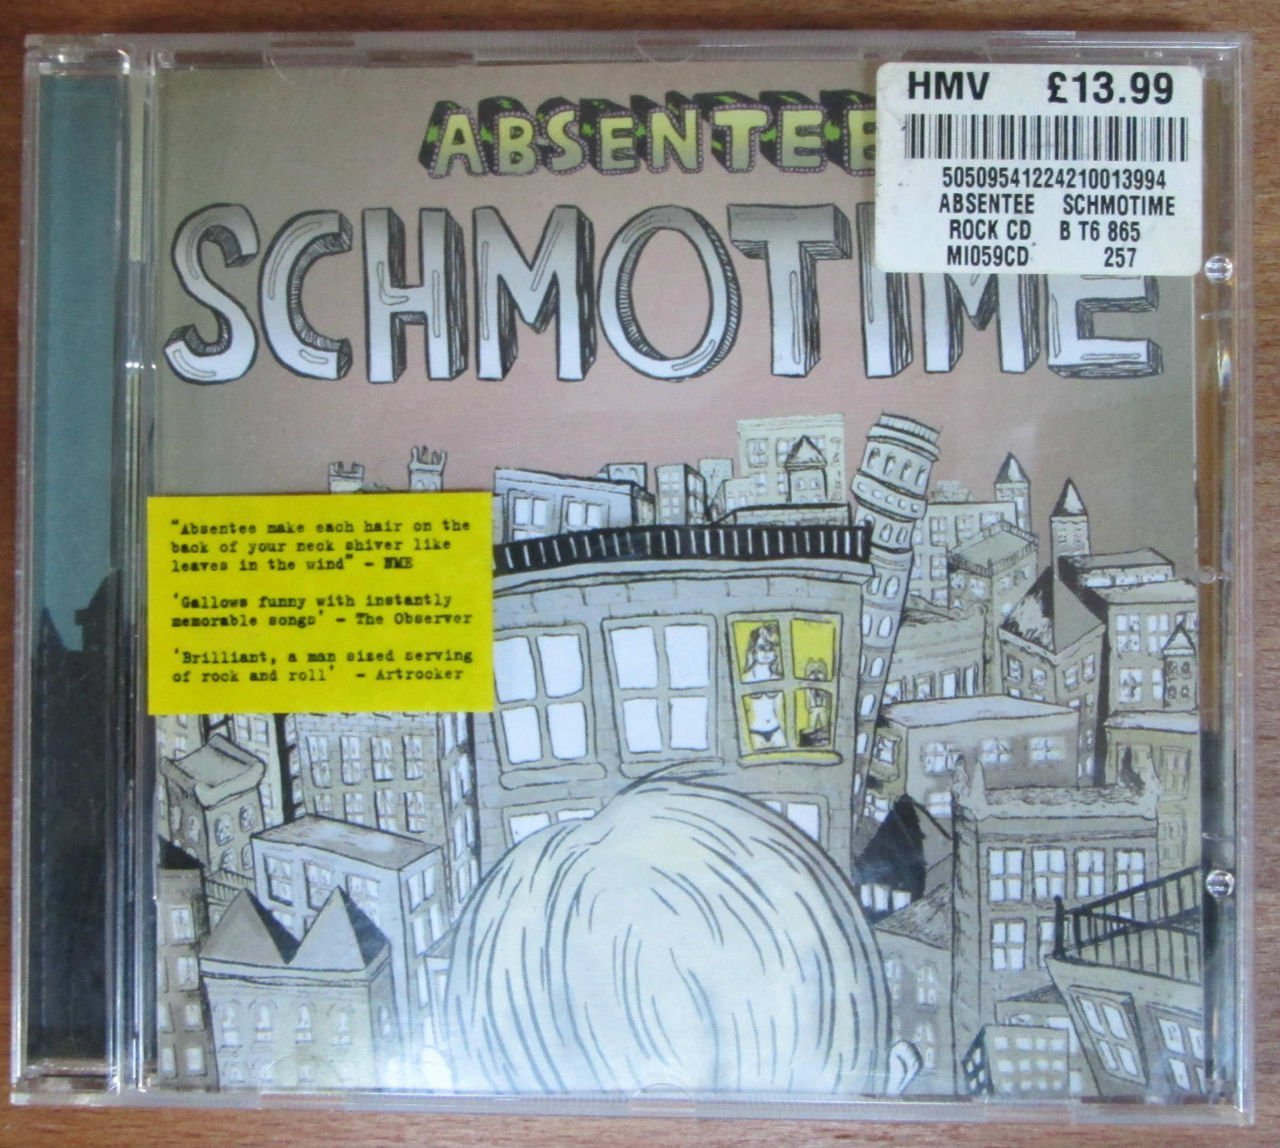 ABSENTEE
SCHMOTIME
HMV £13.99
50509541224210013994
ABSENTEE SCHMOTIME
ROCK CD B T6 865
MI059CD 257
"Absentee make each hair on the
back of your neck shiver like
leaves in the wind" - NME
'Gallows funny with instantly
memorable songs' - The Observer
'Brilliant, a man sized serving
of rock and roll' - Artrocker